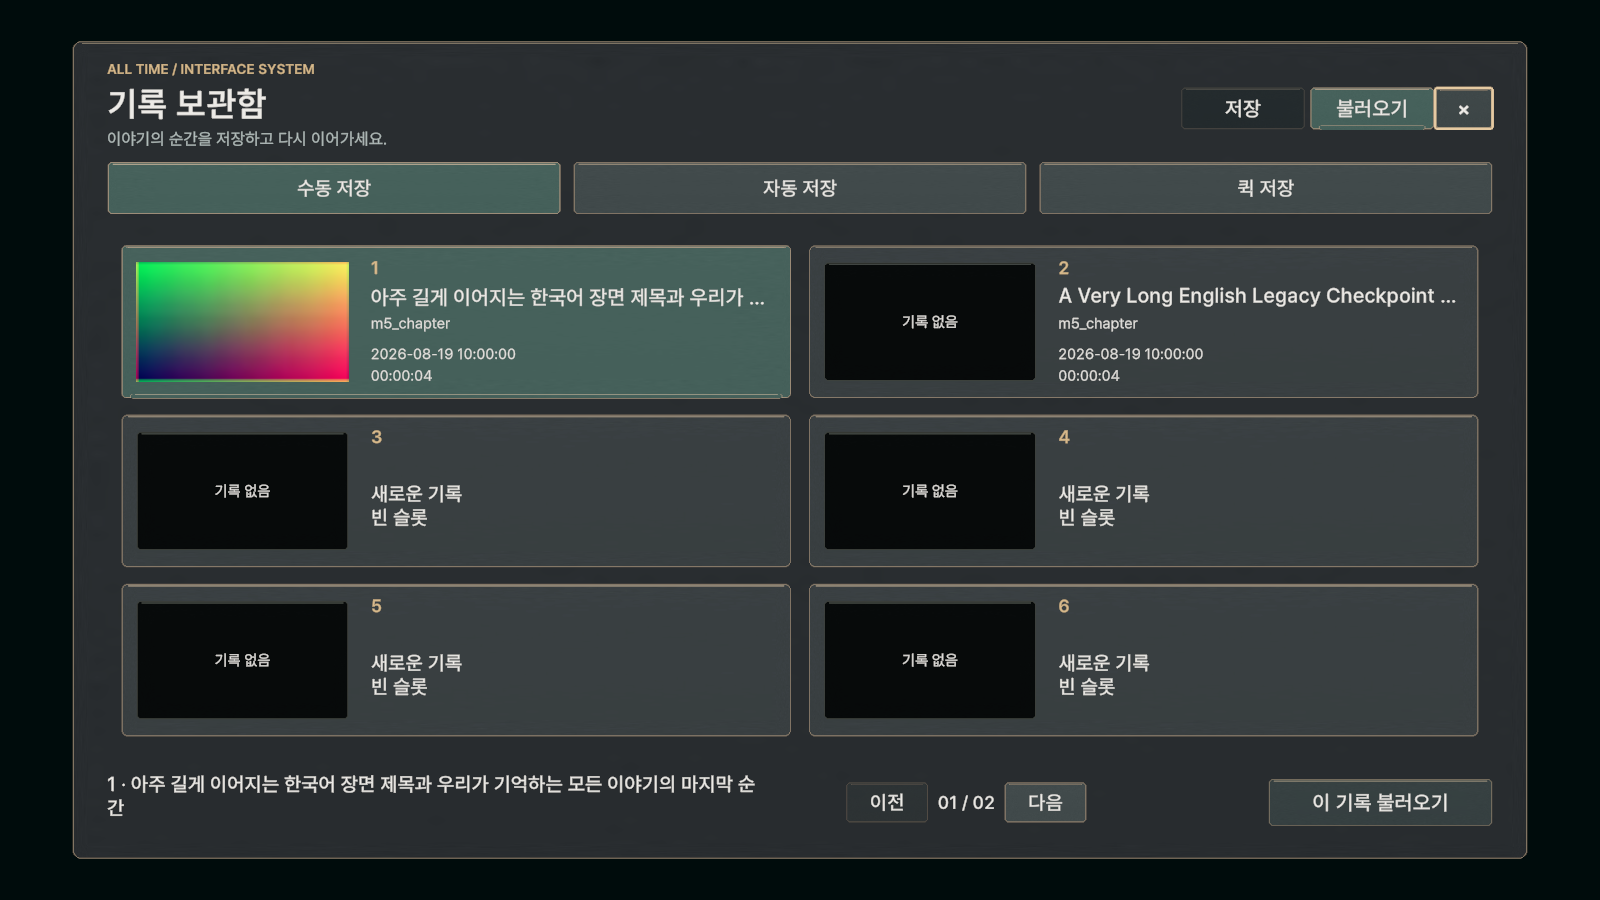 ALL TIME / INTERFACE SYSTEM
기록 보관함
이야기의 순간을 저장하고 다시 이어가세요.
저장
불러오기
×
수동 저장
자동 저장
퀵 저장
1
아주 길게 이어지는 한국어 장면 제목과 우리가 ...
m5_chapter
2026-08-19 10:00:00
00:00:04
기록 없음
2
A Very Long English Legacy Checkpoint ...
m5_chapter
2026-08-19 10:00:00
00:00:04
기록 없음
3
새로운 기록
빈 슬롯
기록 없음
4
새로운 기록
빈 슬롯
기록 없음
5
새로운 기록
빈 슬롯
기록 없음
6
새로운 기록
빈 슬롯
1 · 아주 길게 이어지는 한국어 장면 제목과 우리가 기억하는 모든 이야기의 마지막 순
간
이전
01 / 02
다음
이 기록 불러오기